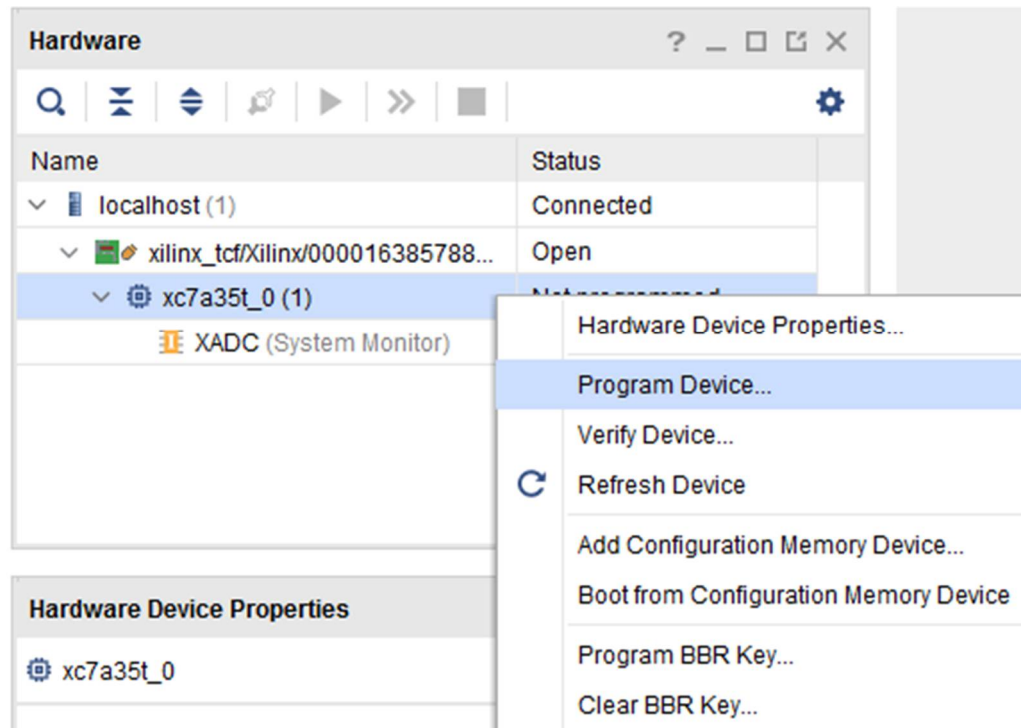 Hardware
Name Status
localhost (1) Connected
xilinx_tcf/Xilinx/000016385788... Open
xc7a35t_0 (1) Not programmed
XADC (System Monitor)
Hardware Device Properties...
Program Device...
Verify Device...
Refresh Device
Add Configuration Memory Device...
Boot from Configuration Memory Device
Program BBR Key...
Clear BBR Key...
Hardware Device Properties
xc7a35t_0